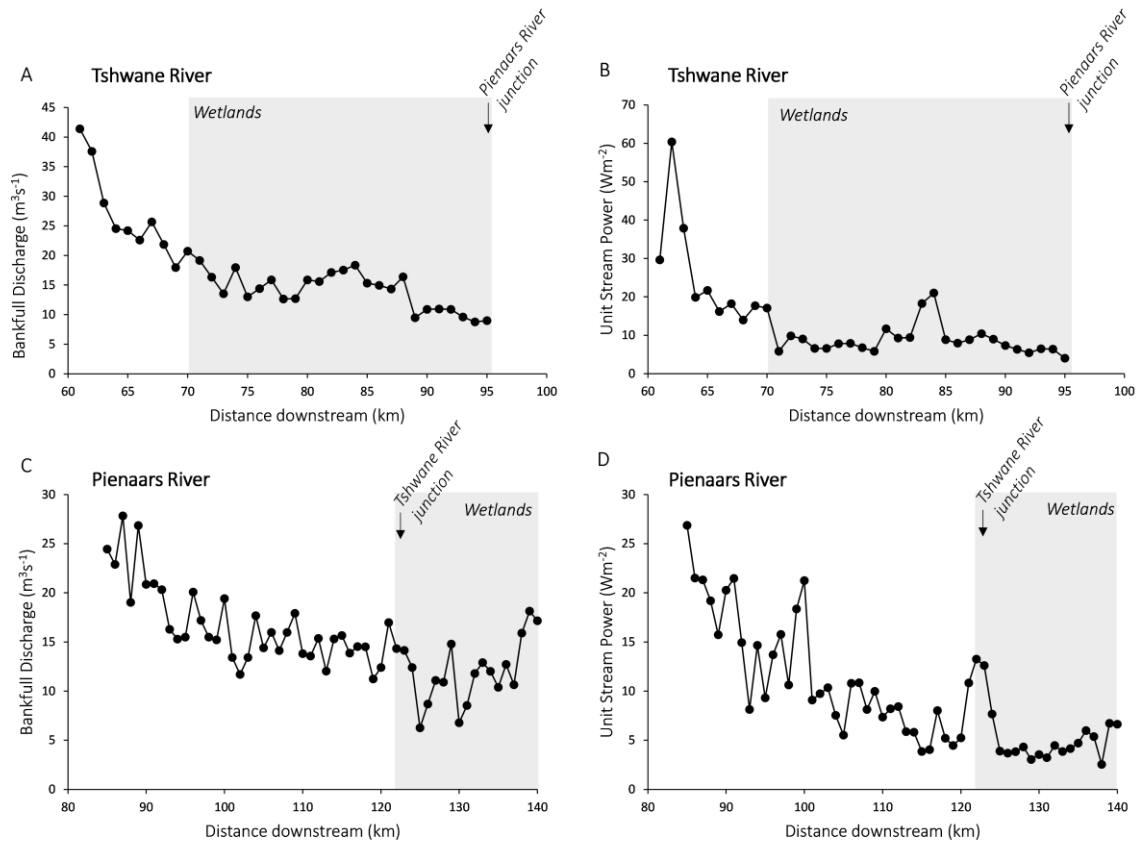 A
Tshwane River
Pienaars River
junction
Wetlands
Bankfull Discharge (m³s⁻¹)
45
40
35
30
25
20
15
10
5
0
60 65 70 75 80 85 90 95 100
Distance downstream (km)
B
Tshwane River
Pienaars River
junction
Wetlands
Unit Stream Power (Wm⁻²)
70
60
50
40
30
20
10
0
60 65 70 75 80 85 90 95 100
Distance downstream (km)
C
Pienaars River
Tshwane River
junction
Wetlands
Bankfull Discharge (m³s⁻¹)
30
25
20
15
10
5
0
80 90 100 110 120 130 140
Distance downstream (km)
D
Pienaars River
Tshwane River
junction
Wetlands
Unit Stream Power (Wm⁻²)
30
25
20
15
10
5
0
80 90 100 110 120 130 140
Distance downstream (km)